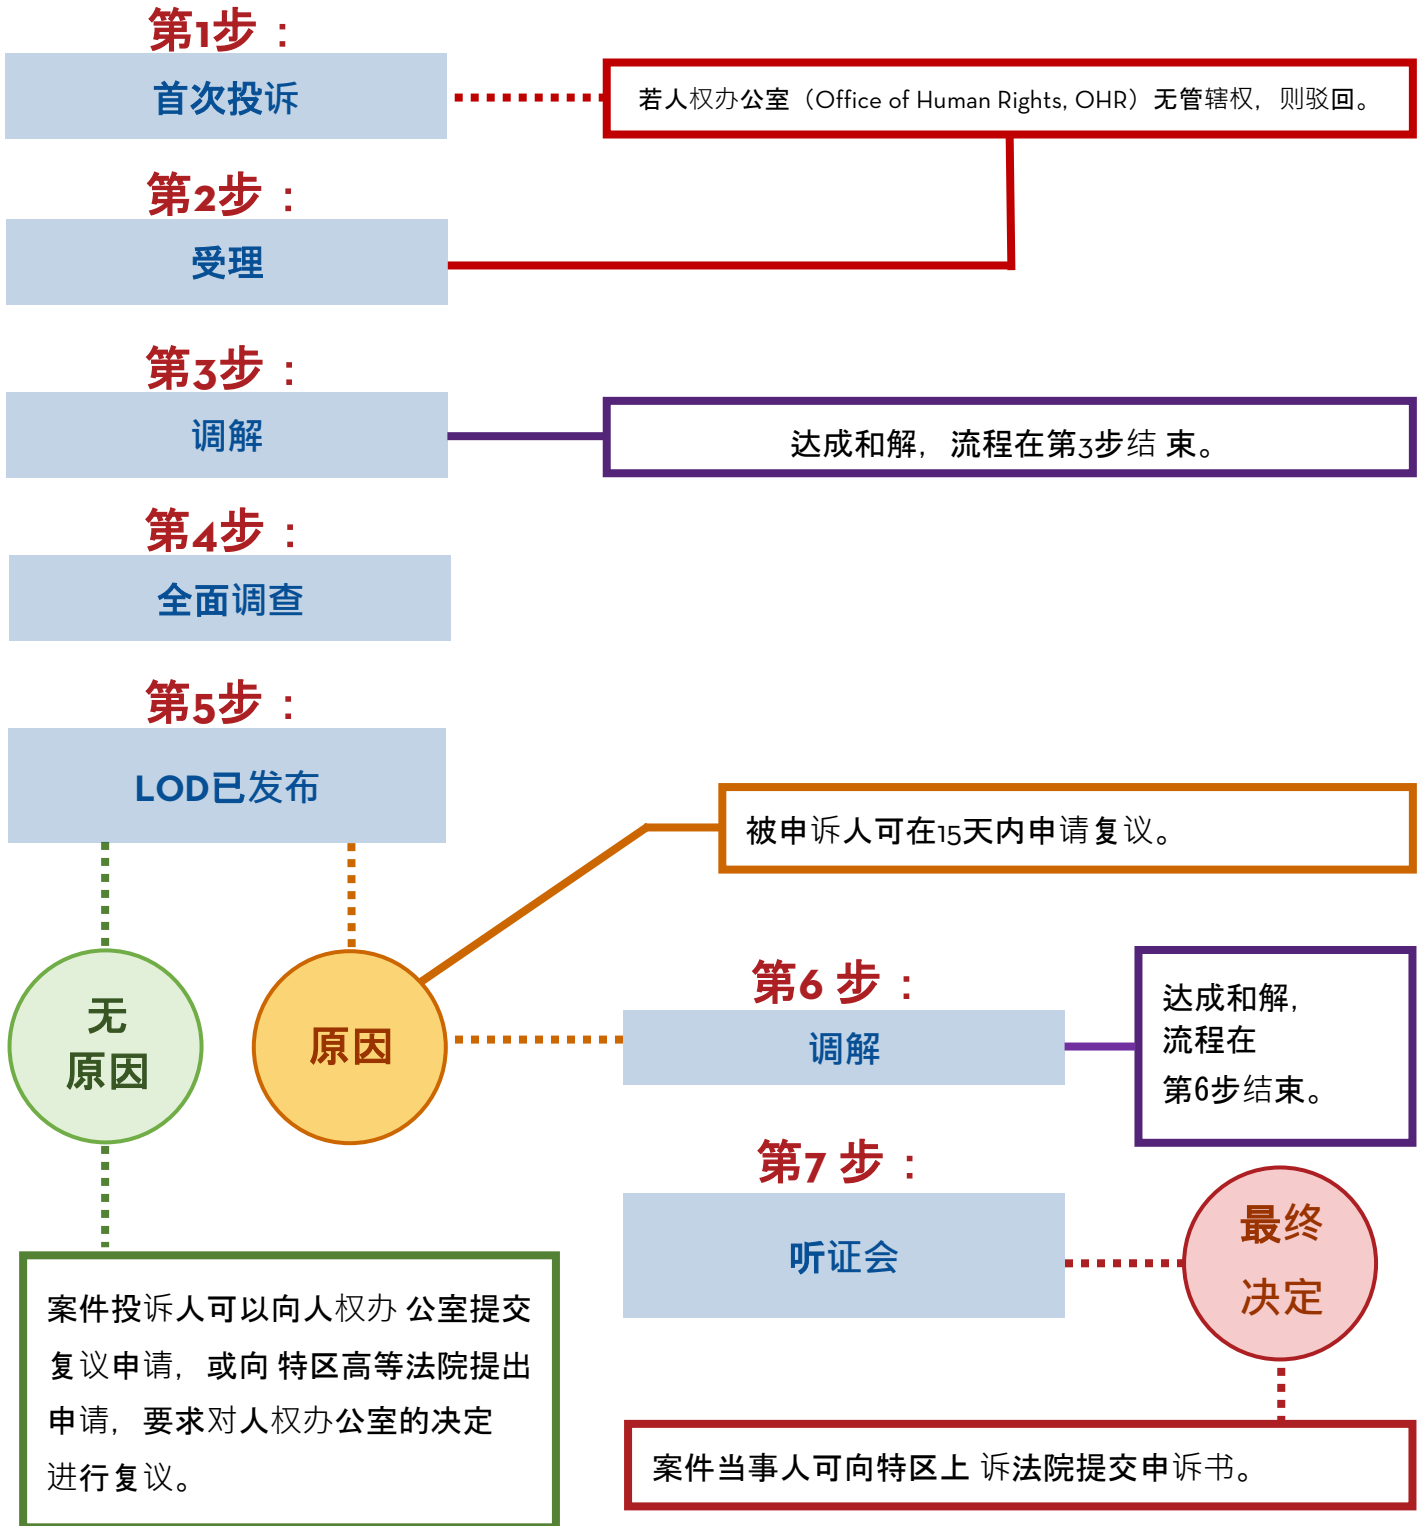 第1步：
首次投诉
若人权办公室（Office of Human Rights, OHR）无管辖权，则驳回。
第2步：
受理
第3步：
调解
达成和解，流程在第3步结 束。
第4步：
全面调查
第5步：
LOD已发布
被申诉人可在15天内申请复议。
无
原因
原因
第6 步：
调解
达成和解，
流程在
第6步结束。
第7 步：
听证会
最终
决定
案件投诉人可以向人权办 公室提交
复议申请，或向 特区高等法院提出
申请，要求对人权办公室的决定
进行复议。
案件当事人可向特区上 诉法院提交申诉书。